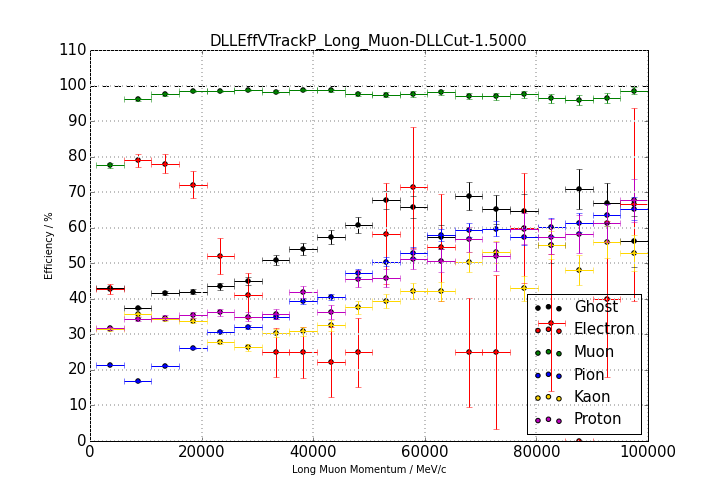 DLLEffVTrackP_Long_Muon-DLLCut-1.5000
110
100
90
80
70
60
50
40
30
20
10
0
Efficiency / %
Ghost
Electron
Muon
Pion
Kaon
Proton
0 20000 40000 60000 80000 100000
Long Muon Momentum / MeV/c